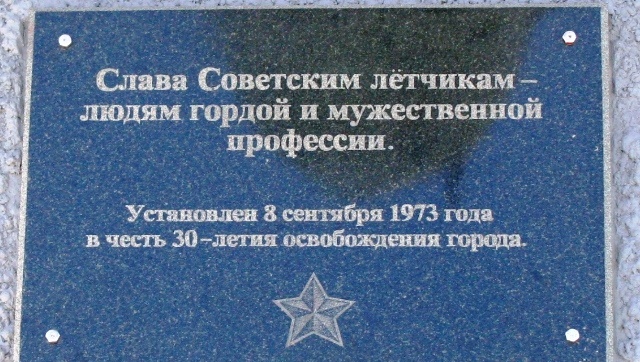 Слава Советским лётчикам –
людям гордой и мужественной
профессии.
Установлен 8 сентября 1973 года
в честь 30–летия освобождения города.